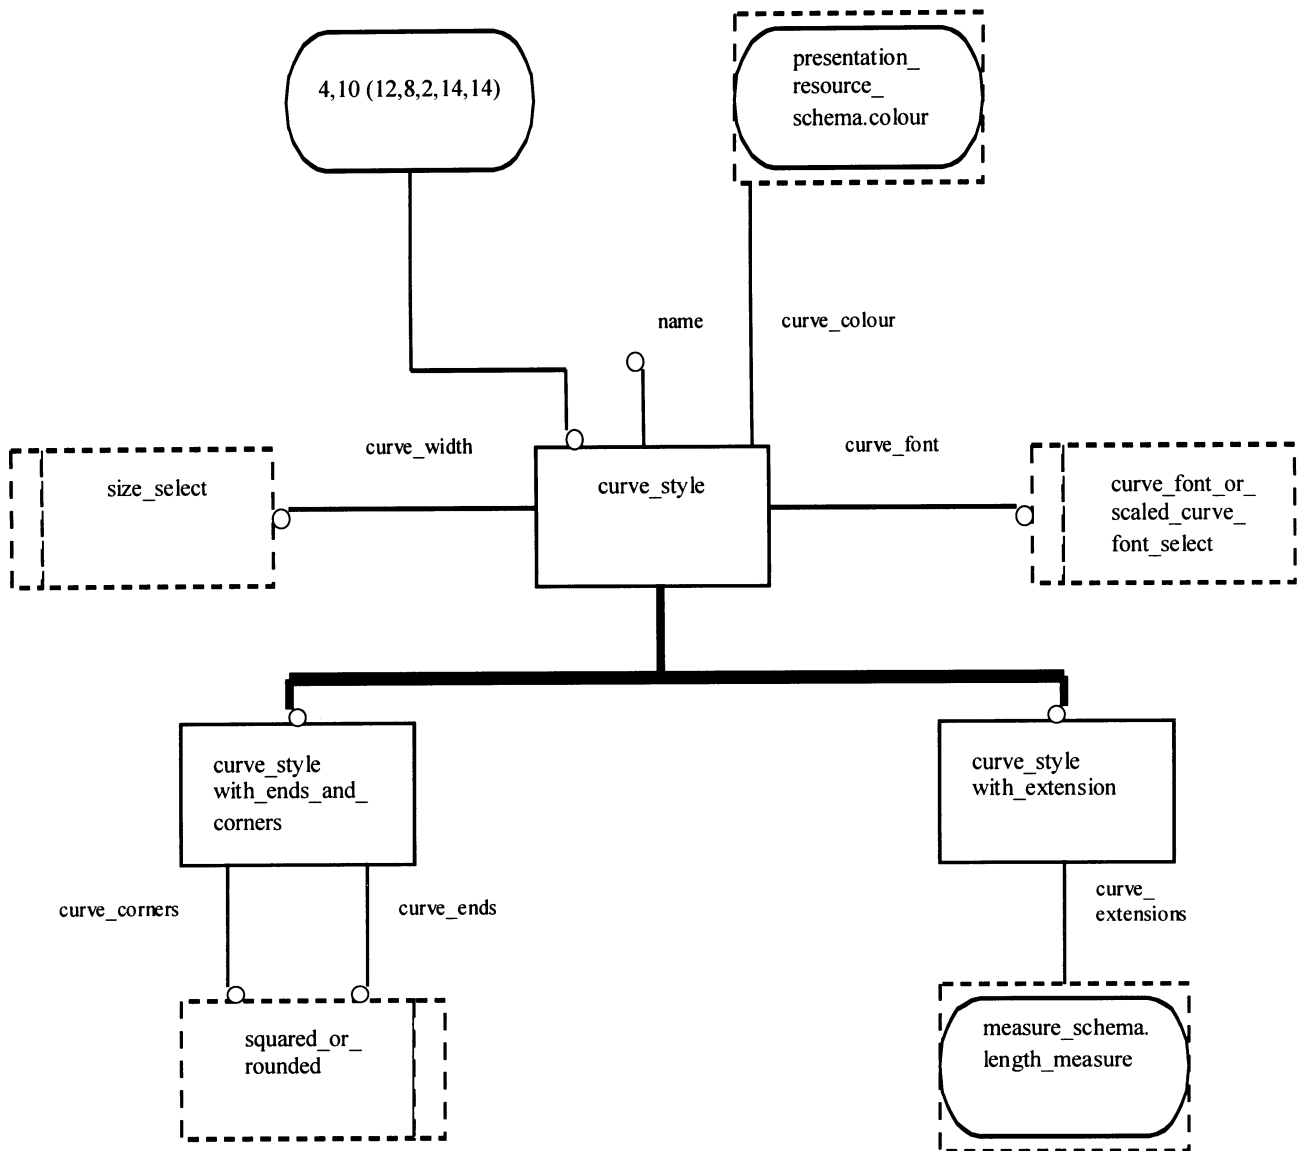 4,10 (12,8,2,14,14)
presentation_
resource_
schema.colour
name
curve_colour
curve_width
curve_font
size_select
curve_style
curve_font_or_
scaled_curve_
font_select
curve_style
with_ends_and_
corners
curve_style
with_extension
curve_corners
curve_ends
curve_
extensions
squared_or_
rounded
measure_schema.
length_measure